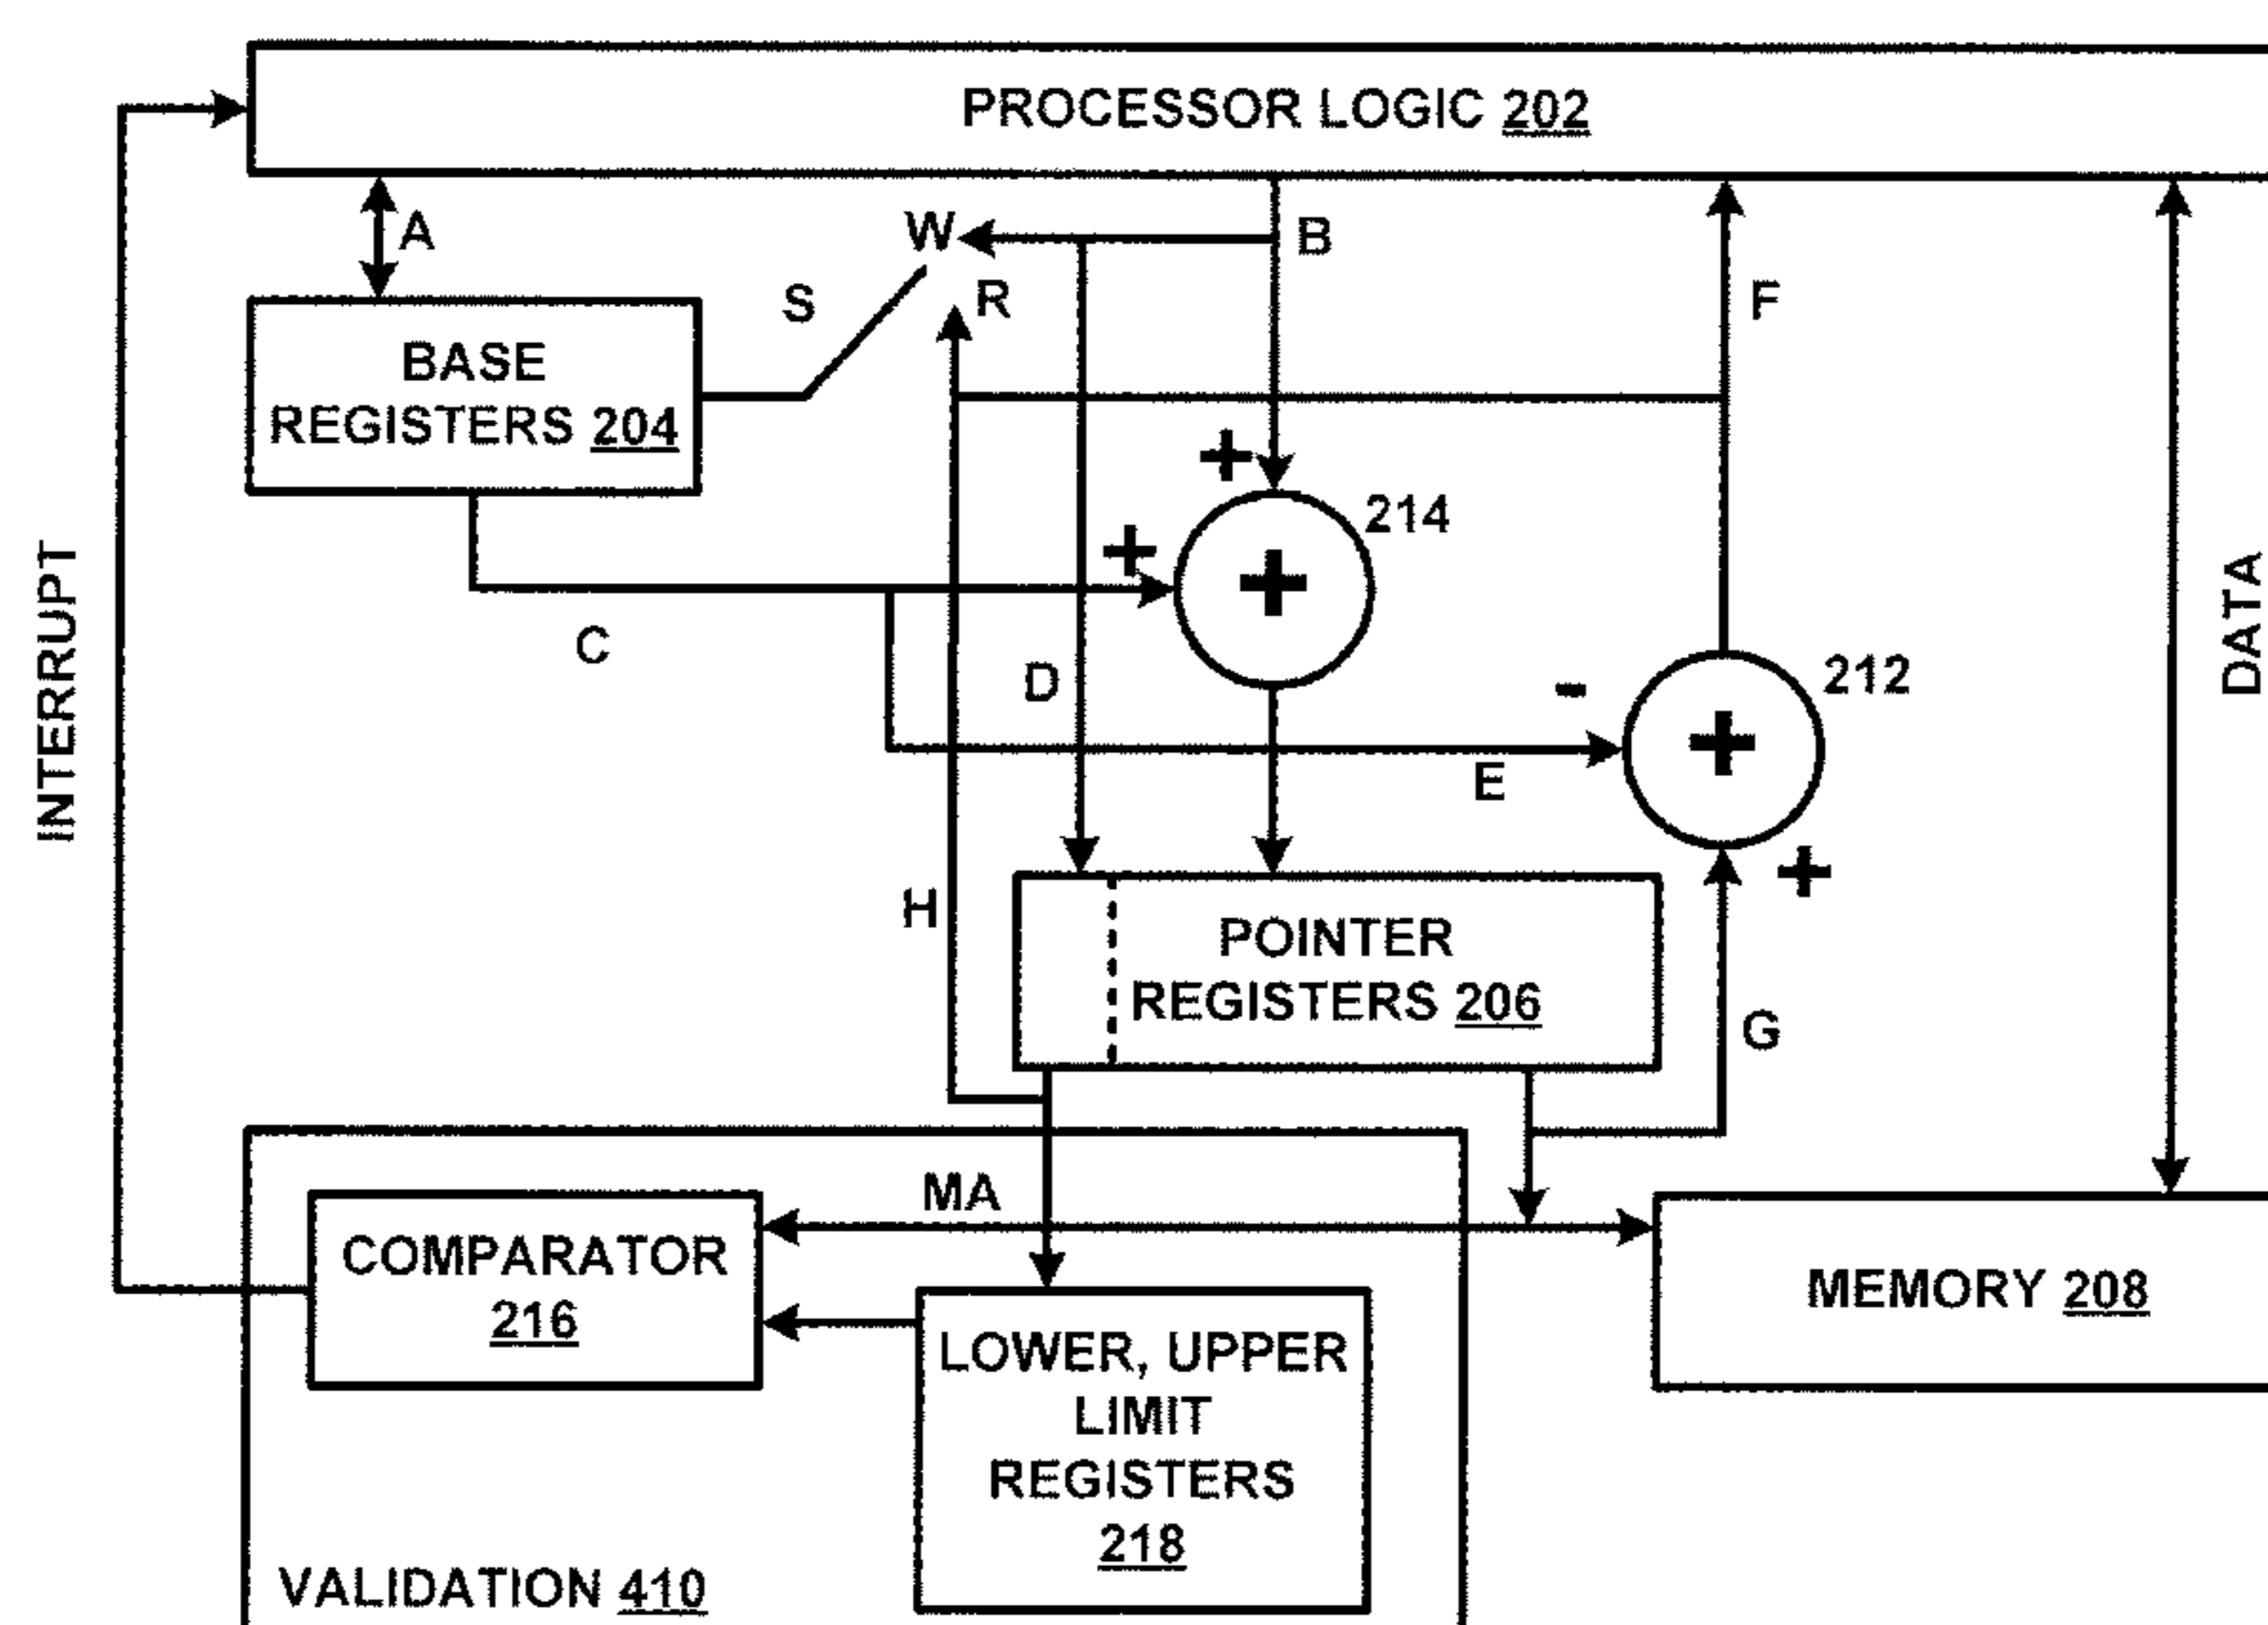 PROCESSOR LOGIC 202
A
W
B
R
S
F
BASE
REGISTERS 204
+
214
+
+
INTERRUPT
DATA
C
D
212
-
+
E
+
H
POINTER
REGISTERS 206
G
MA
COMPARATOR
216
MEMORY 208
LOWER, UPPER
LIMIT
REGISTERS
218
VALIDATION 410